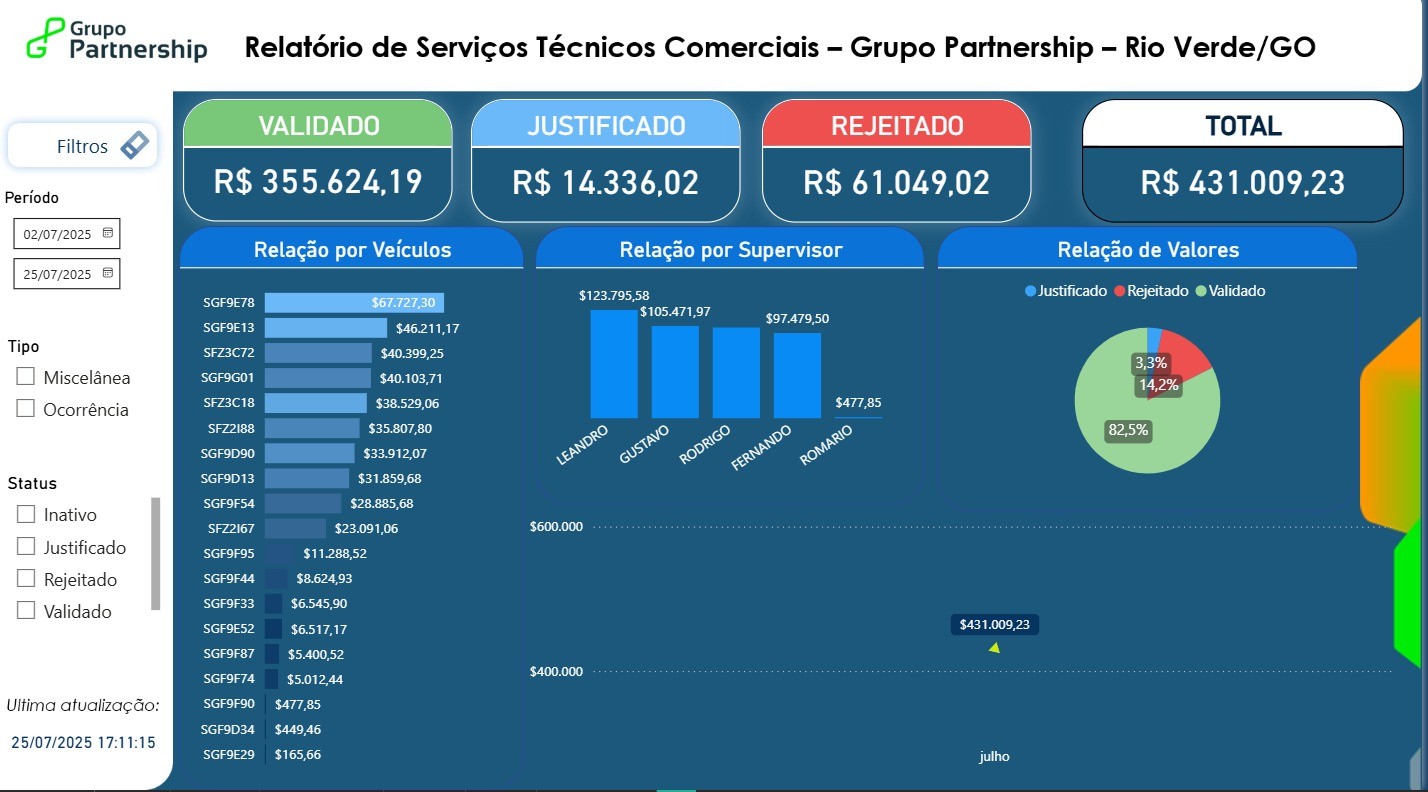 Grupo
Partnership
Relatório de Serviços Técnicos Comerciais – Grupo Partnership – Rio Verde/GO
Filtros
Período
02/07/2025
25/07/2025
Tipo
Miscelânea
Ocorrência
Status
Inativo
Justificado
Rejeitado
Validado
Ultima atualização:
25/07/2025 17:11:15
VALIDADO
R$ 355.624,19
JUSTIFICADO
R$ 14.336,02
REJEITADO
R$ 61.049,02
TOTAL
R$ 431.009,23
Relação por Veículos
SGF9E78 $67.727,30
SGF9E13 $46.211,17
SFZ3C72 $40.399,25
SGF9G01 $40.103,71
SFZ3C18 $38.529,06
SFZ2I88 $35.807,80
SGF9D90 $33.912,07
SGF9D13 $31.859,68
SGF9F54 $28.885,68
SFZ2I67 $23.091,06
SGF9F95 $11.288,52
SGF9F44 $8.624,93
SGF9F33 $6.545,90
SGF9E52 $6.517,17
SGF9F87 $5.400,52
SGF9F74 $5.012,44
SGF9F90 $477,85
SGF9D34 $449,46
SGF9E29 $165,66
Relação por Supervisor
$123.795,58
$105.471,97
$97.479,50
$477,85
LEANDRO
GUSTAVO
RODRIGO
FERNANDO
ROMARIO
Relação de Valores
Justificado Rejeitado Validado
3,3%
14,2%
82,5%
$600.000
$431.009,23
$400.000
julho